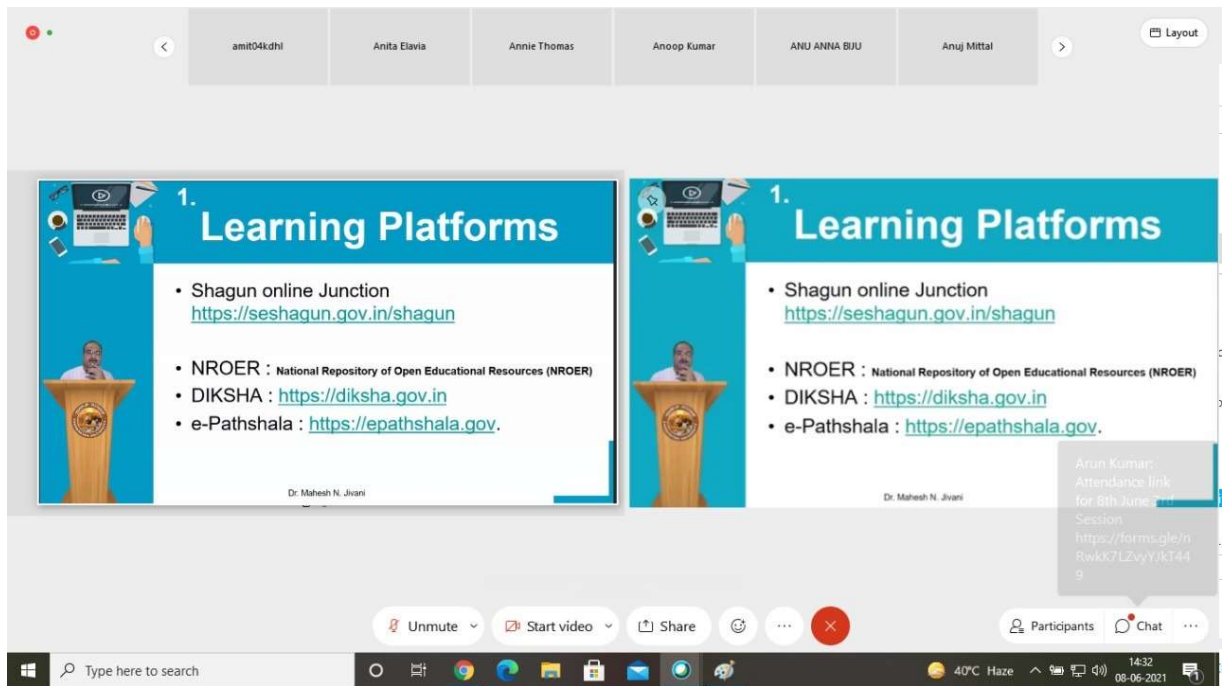 amit04kdhl
Anita Elavia
Annie Thomas
Anoop Kumar
ANU ANNA BIJU
Anuj Mittal
Layout
1.
Learning Platforms
• Shagun online Junction
https://seshagun.gov.in/shagun
• NROER : National Repository of Open Educational Resources (NROER)
• DIKSHA : https://diksha.gov.in
• e-Pathshala : https://epathshala.gov.
Dr. Mahesh N. Jivani
1.
Learning Platforms
• Shagun online Junction
https://seshagun.gov.in/shagun
• NROER : National Repository of Open Educational Resources (NROER)
• DIKSHA : https://diksha.gov.in
• e-Pathshala : https://epathshala.gov.
Dr. Mahesh N. Jivani
Arun Kumar:
Attendance link
for 8th June
Session
https://forms.gle/n
9
Unmute
Start video
Share
Participants
Chat
Type here to search
40°C Haze
14:32
08-06-2021
1